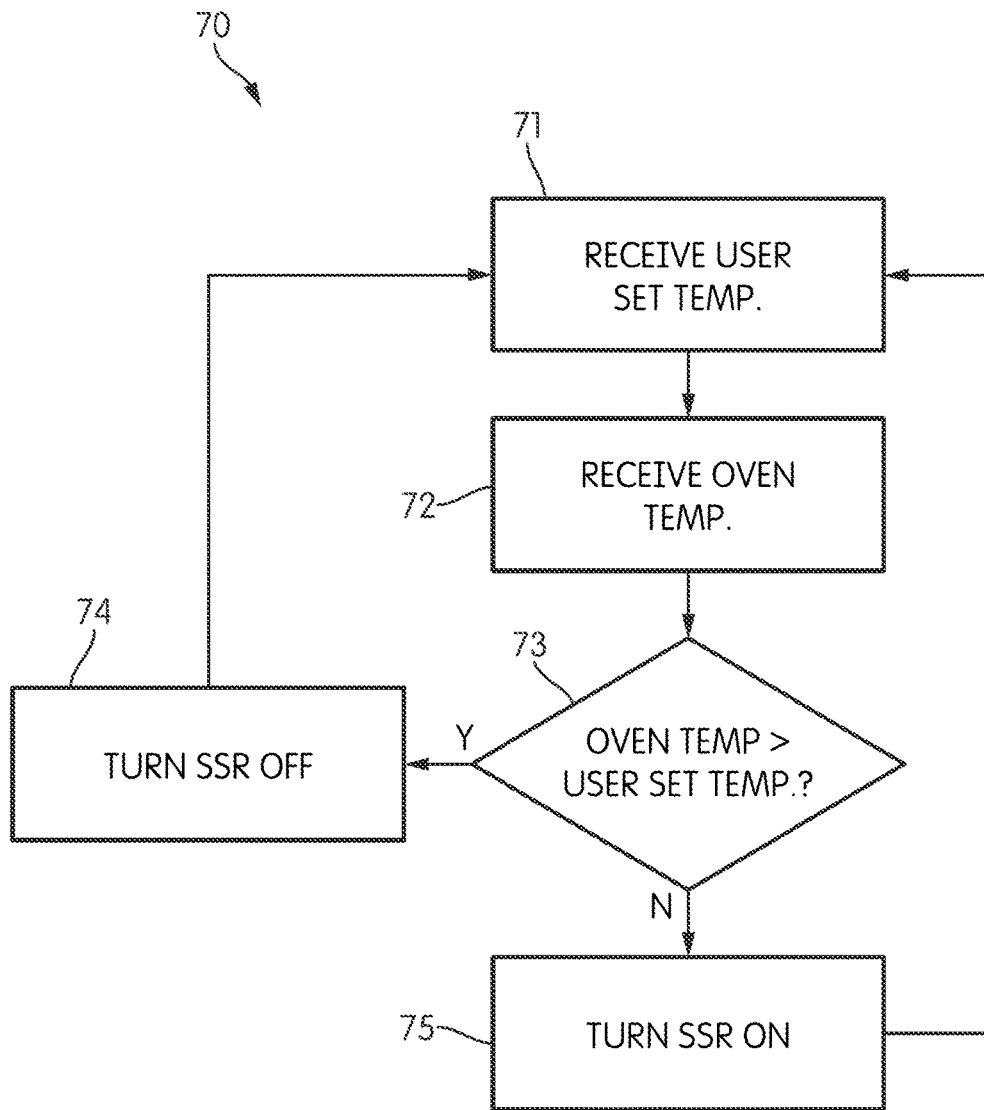 70
71
RECEIVE USER
SET TEMP.
72
RECEIVE OVEN
TEMP.
73
OVEN TEMP >
USER SET TEMP.?
Y
74
TURN SSR OFF
N
75
TURN SSR ON